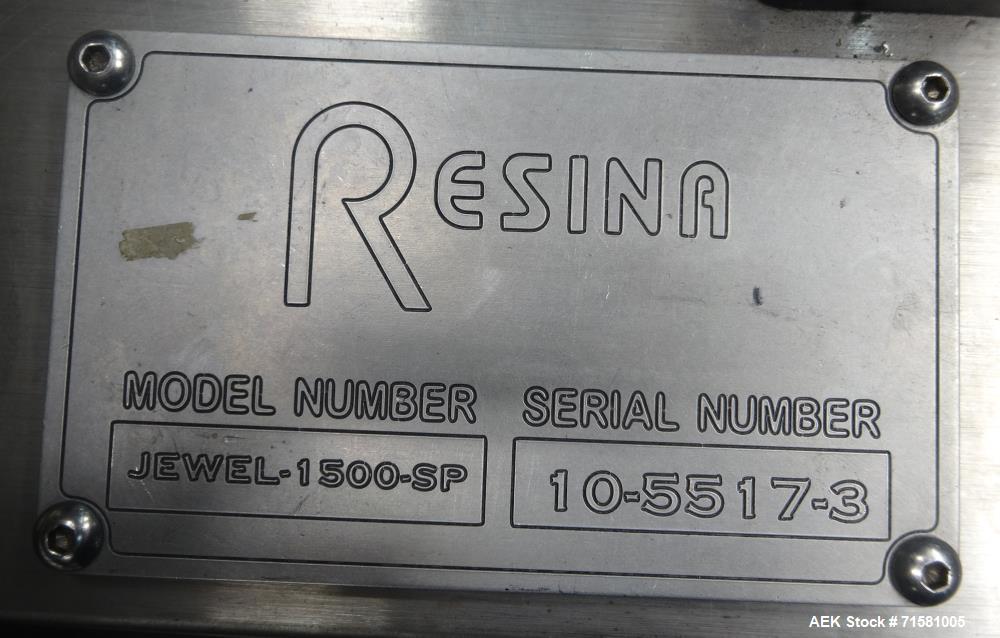 RESINA
MODEL NUMBER
JEWEL-1500-SP
SERIAL NUMBER
10-5517-3
AEK Stock # 71581005